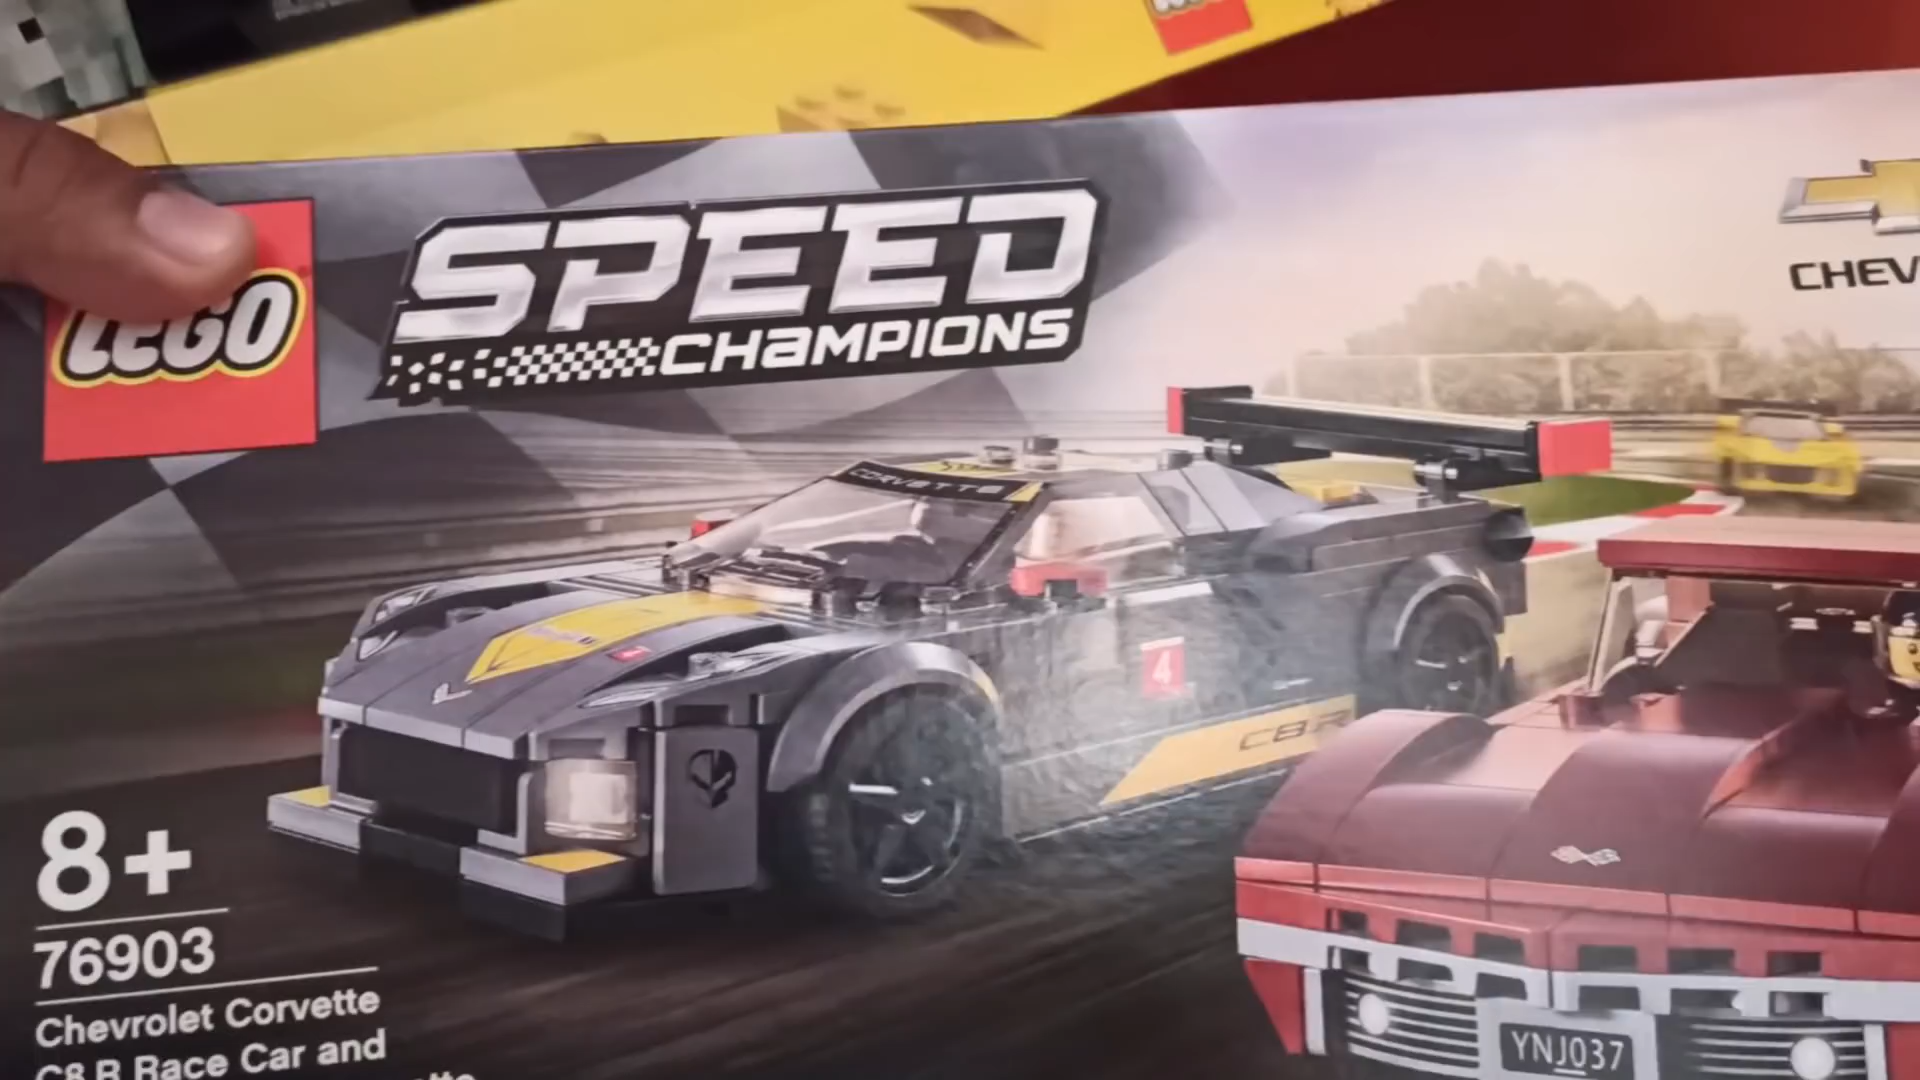 LEGO
SPEED
CHAMPIONS
CHEV
CORVETTE
4
C8.R
8+
76903
Chevrolet Corvette
C8.R Race Car and
YNJ037